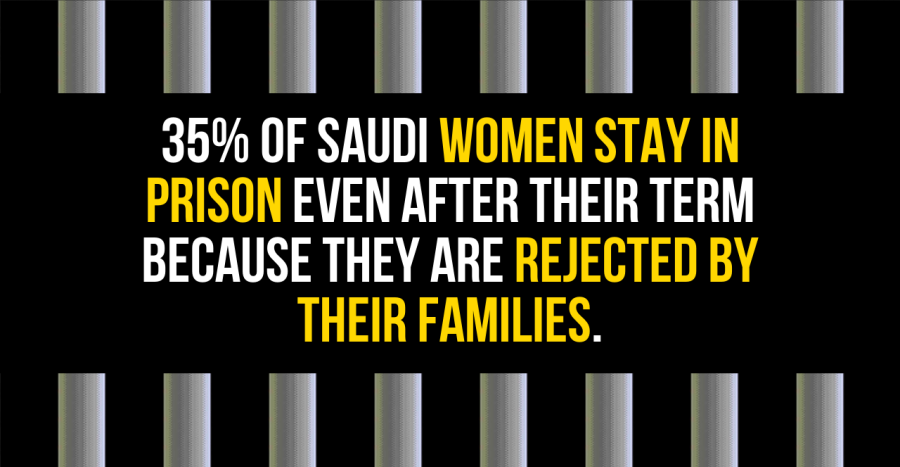 35% OF SAUDI WOMEN STAY IN
PRISON EVEN AFTER THEIR TERM
BECAUSE THEY ARE REJECTED BY
THEIR FAMILIES.